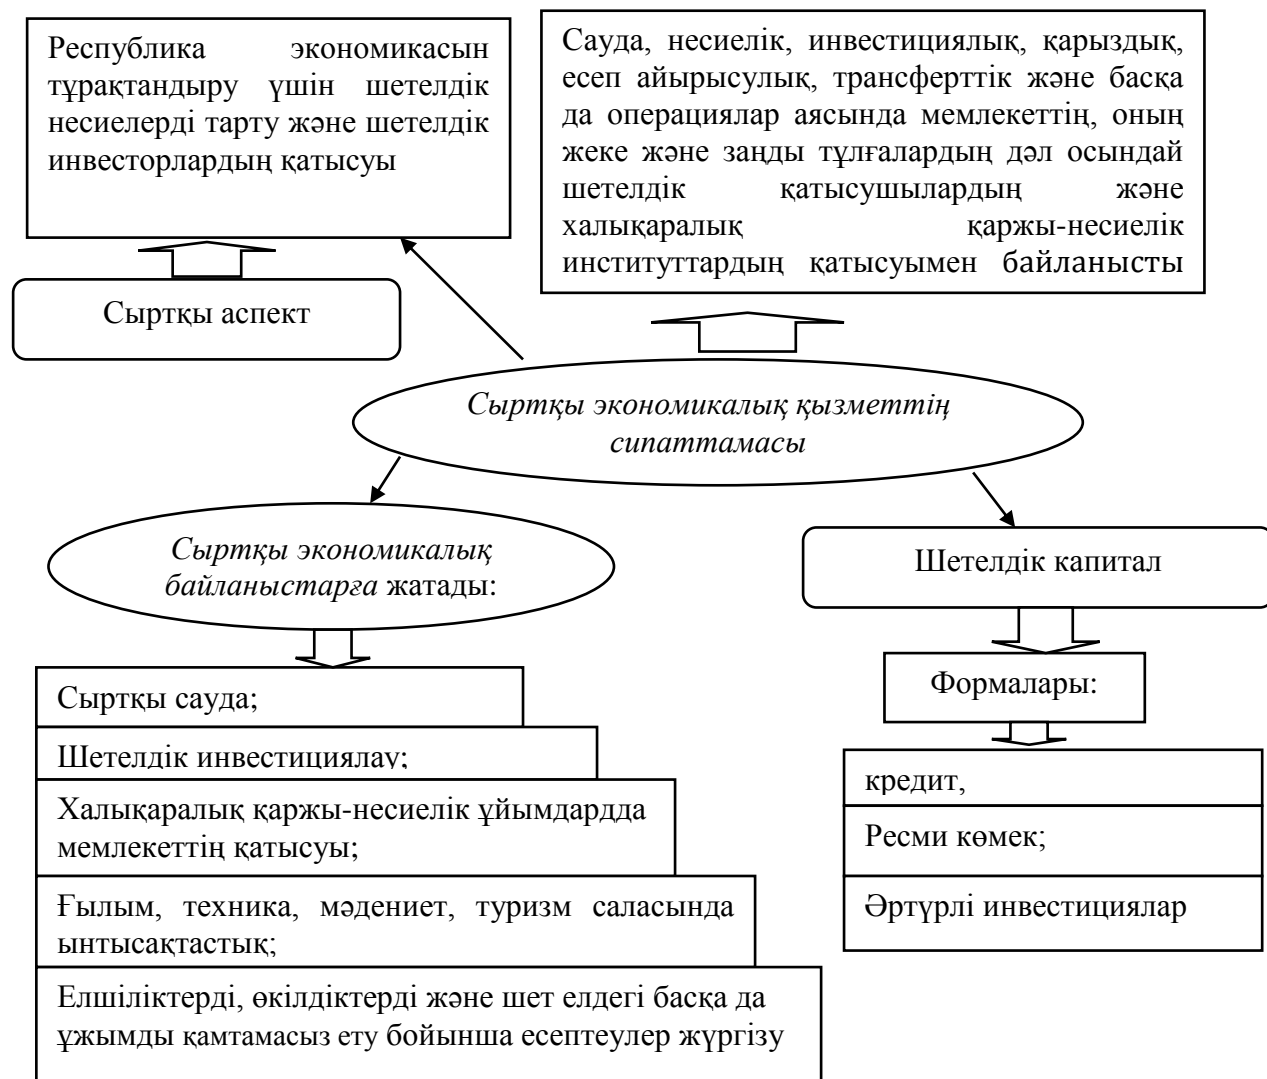 Республика экономикасын
тұрақтандыру үшін шетелдік
несиелерді тарту және шетелдік
инвесторлардың қатысуы
Сауда, несиелік, инвестициялық, қарыздық,
есеп айырысулық, трансферттік және басқа
да операциялар аясында мемлекеттің, оның
жеке және заңды тұлғалардың дәл осындай
шетелдік қатысушылардың және
халықаралық қаржы-несиелік
институттардың қатысуымен байланысты
Сыртқы аспект
Сыртқы экономикалық қызметтің
сипаттамасы
Сыртқы экономикалық
байланыстарға жатады:
Шетелдік капитал
Формалары:
Сыртқы сауда;
Шетелдік инвестициялау;
Халықаралық қаржы-несиелік ұйымдардда
мемлекеттің қатысуы;
Ғылым, техника, мәдениет, туризм саласында
ынтысақтастық;
Елшіліктерді, өкілдіктерді және шет елдегі басқа да
ұжымды қамтамасыз ету бойынша есептеулер жүргізу
кредит,
Ресми көмек;
Әртүрлі инвестициялар